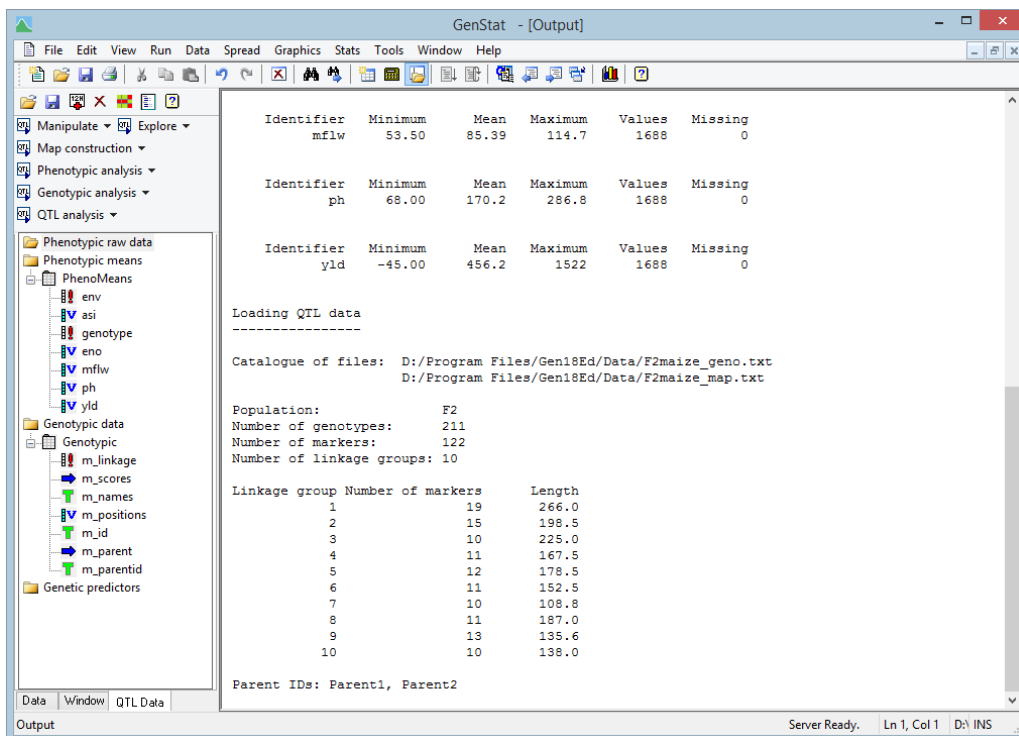 GenStat - [Output]
File Edit View Run Data Spread Graphics Stats Tools Window Help
Manipulate Explore
Map construction
Phenotypic analysis
Genotypic analysis
QTL analysis
Phenotypic raw data
Phenotypic means
PhenoMeans
env
asi
genotype
eno
mflw
ph
yld
Genotypic data
Genotypic
m_linkage
m_scores
m_names
m_positions
m_id
m_parent
m_parentid
Genetic predictors
Data Window QTL Data
Identifier Minimum Mean Maximum Values Missing
mflw 53.50 85.39 114.7 1688 0
Identifier Minimum Mean Maximum Values Missing
ph 68.00 170.2 286.8 1688 0
Identifier Minimum Mean Maximum Values Missing
yld -45.00 456.2 1522 1688 0
Loading QTL data
----------------
Catalogue of files: D:/Program Files/Gen18Ed/Data/F2maize_geno.txt
D:/Program Files/Gen18Ed/Data/F2maize_map.txt
Population: F2
Number of genotypes: 211
Number of markers: 122
Number of linkage groups: 10
Linkage group Number of markers Length
1 19 266.0
2 15 198.5
3 10 225.0
4 11 167.5
5 12 178.5
6 11 152.5
7 10 108.8
8 11 187.0
9 13 135.6
10 10 138.0
Parent IDs: Parent1, Parent2
Output Server Ready. Ln 1, Col 1 D:\ INS